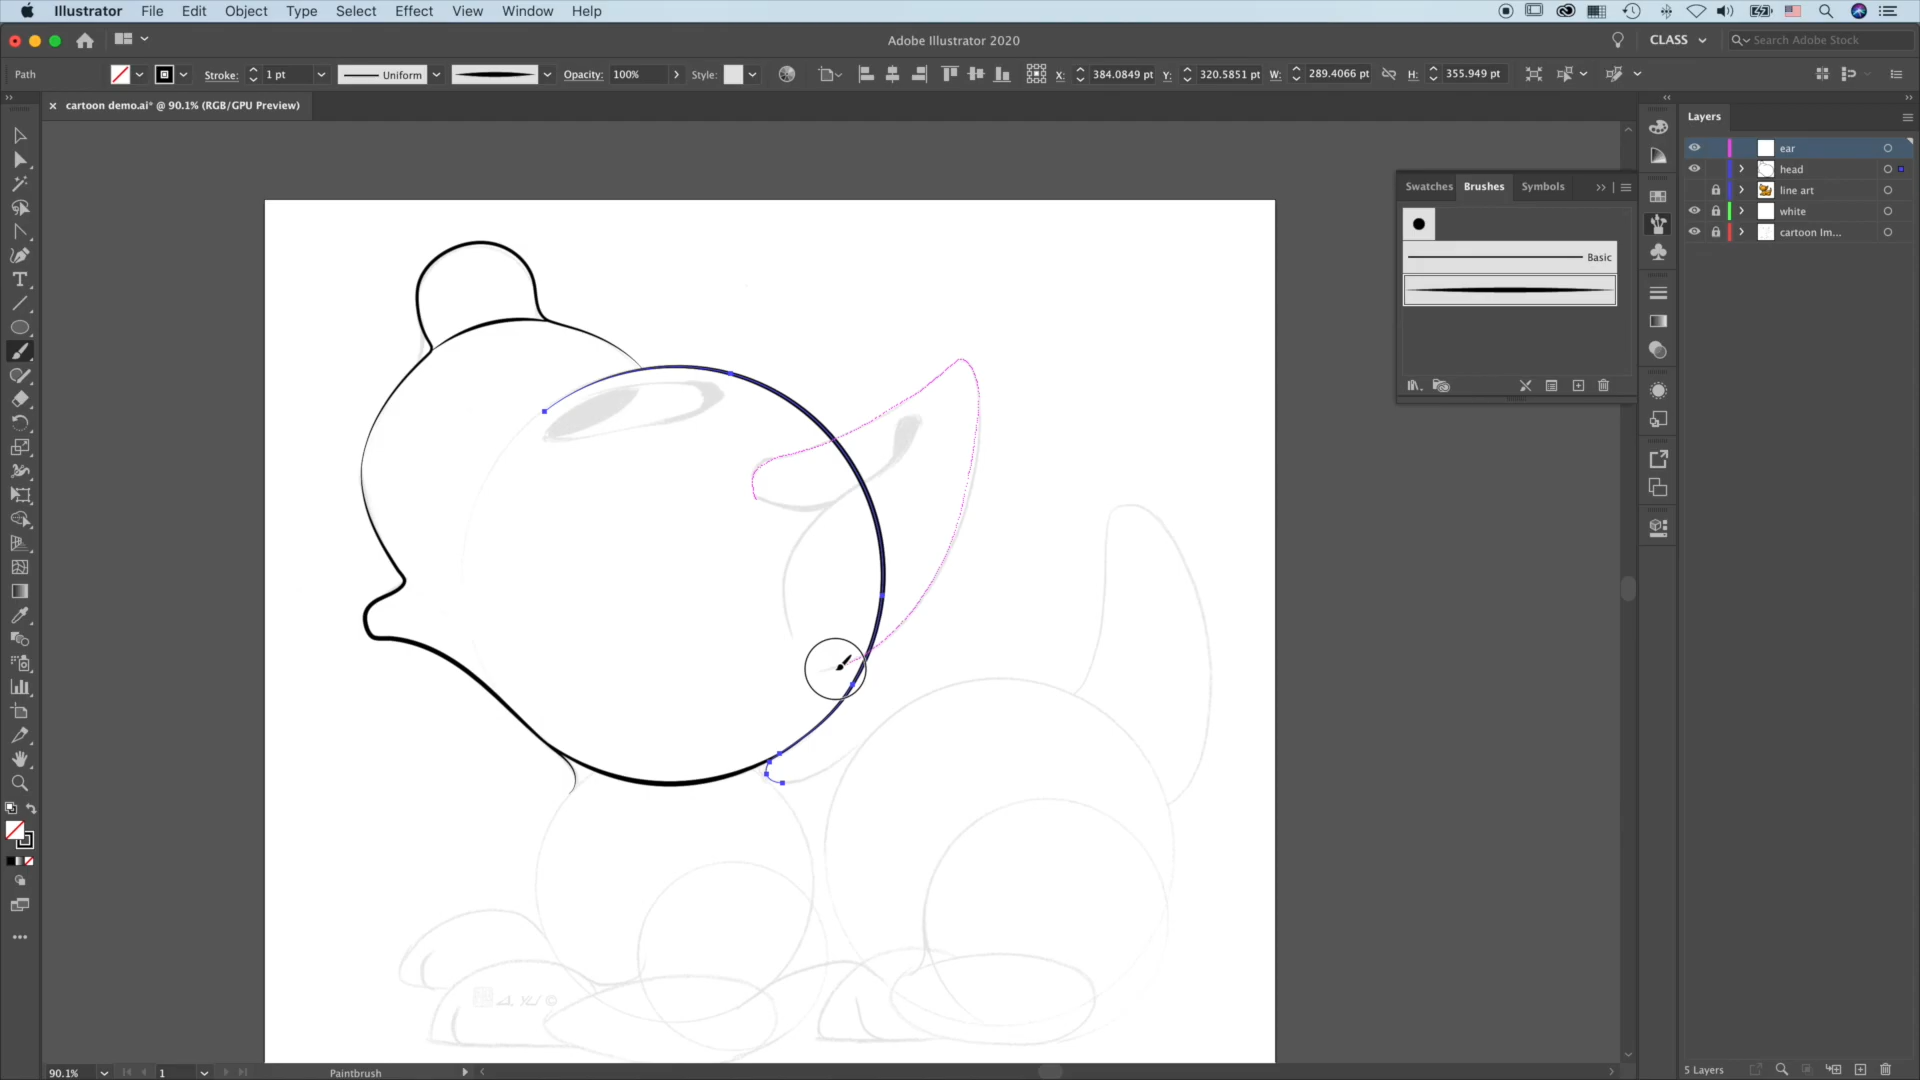 Illustrator File Edit Object Type Select Effect View Window Help
Adobe Illustrator 2020
CLASS
Search Adobe Stock
Path
Stroke: 1 pt Uniform Opacity: 100% Style: X: 384.0849 pt Y: 320.5851 pt W: 289.4066 pt H: 355.949 pt
cartoon demo.ai* @ 90.1% (RGB/GPU Preview)
Layers
ear
head
line art
white
cartoon Im...
Swatches Brushes Symbols
Basic
90.1% 1 Paintbrush
5 Layers